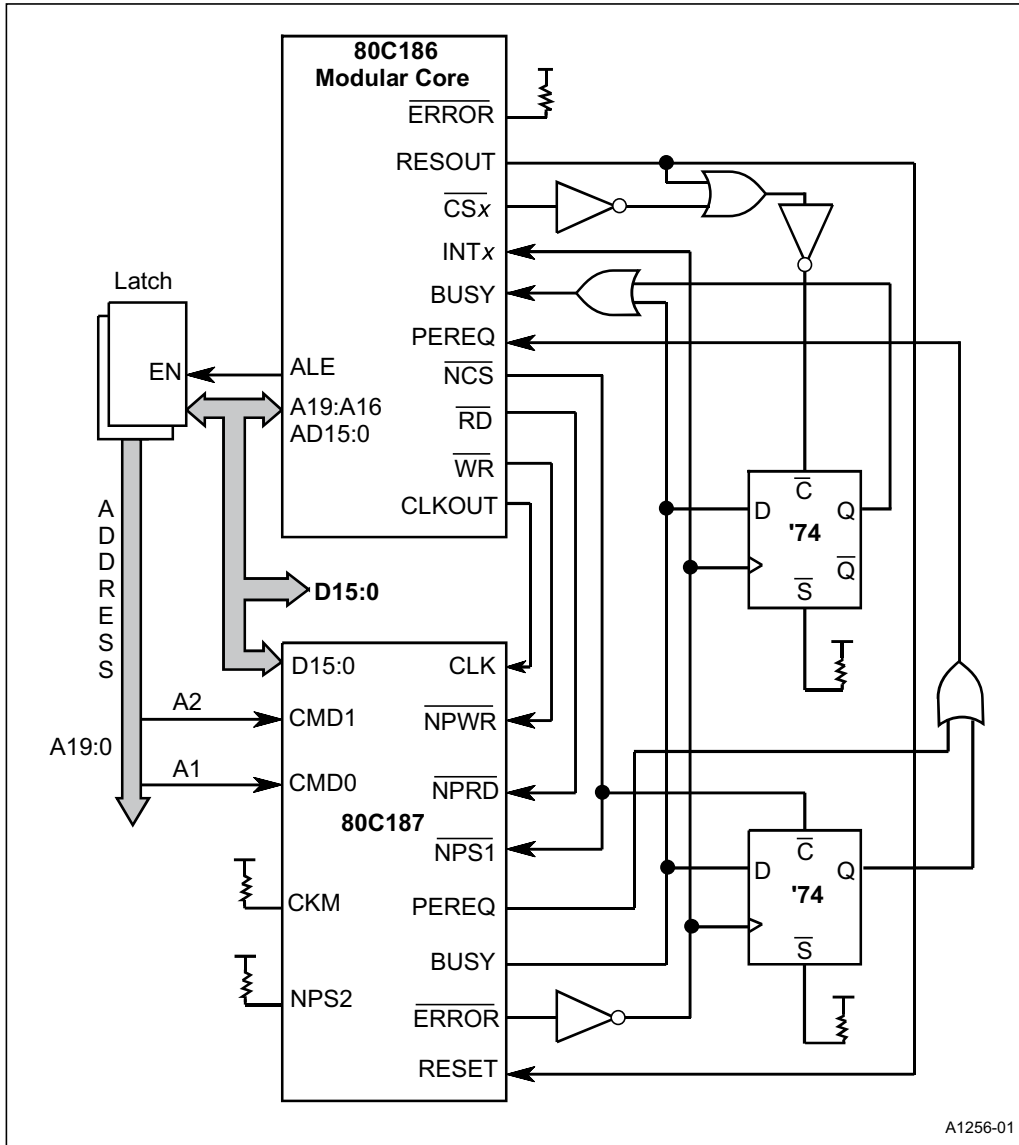 80C186
Modular Core
ERROR
RESOUT
CSx
INTx
BUSY
PEREQ
NCS
RD
WR
CLKOUT
ALE
A19:A16
AD15:0
Latch
EN
ADDRESS
A19:0
A2
A1
D15:0
D15:0
CMD1
CMD0
80C187
CKM
NPS2
CLK
NPWR
NPRD
NPS1
PEREQ
BUSY
ERROR
RESET
C
D
Q
'74
Q
S
C
D
Q
'74
S
A1256-01